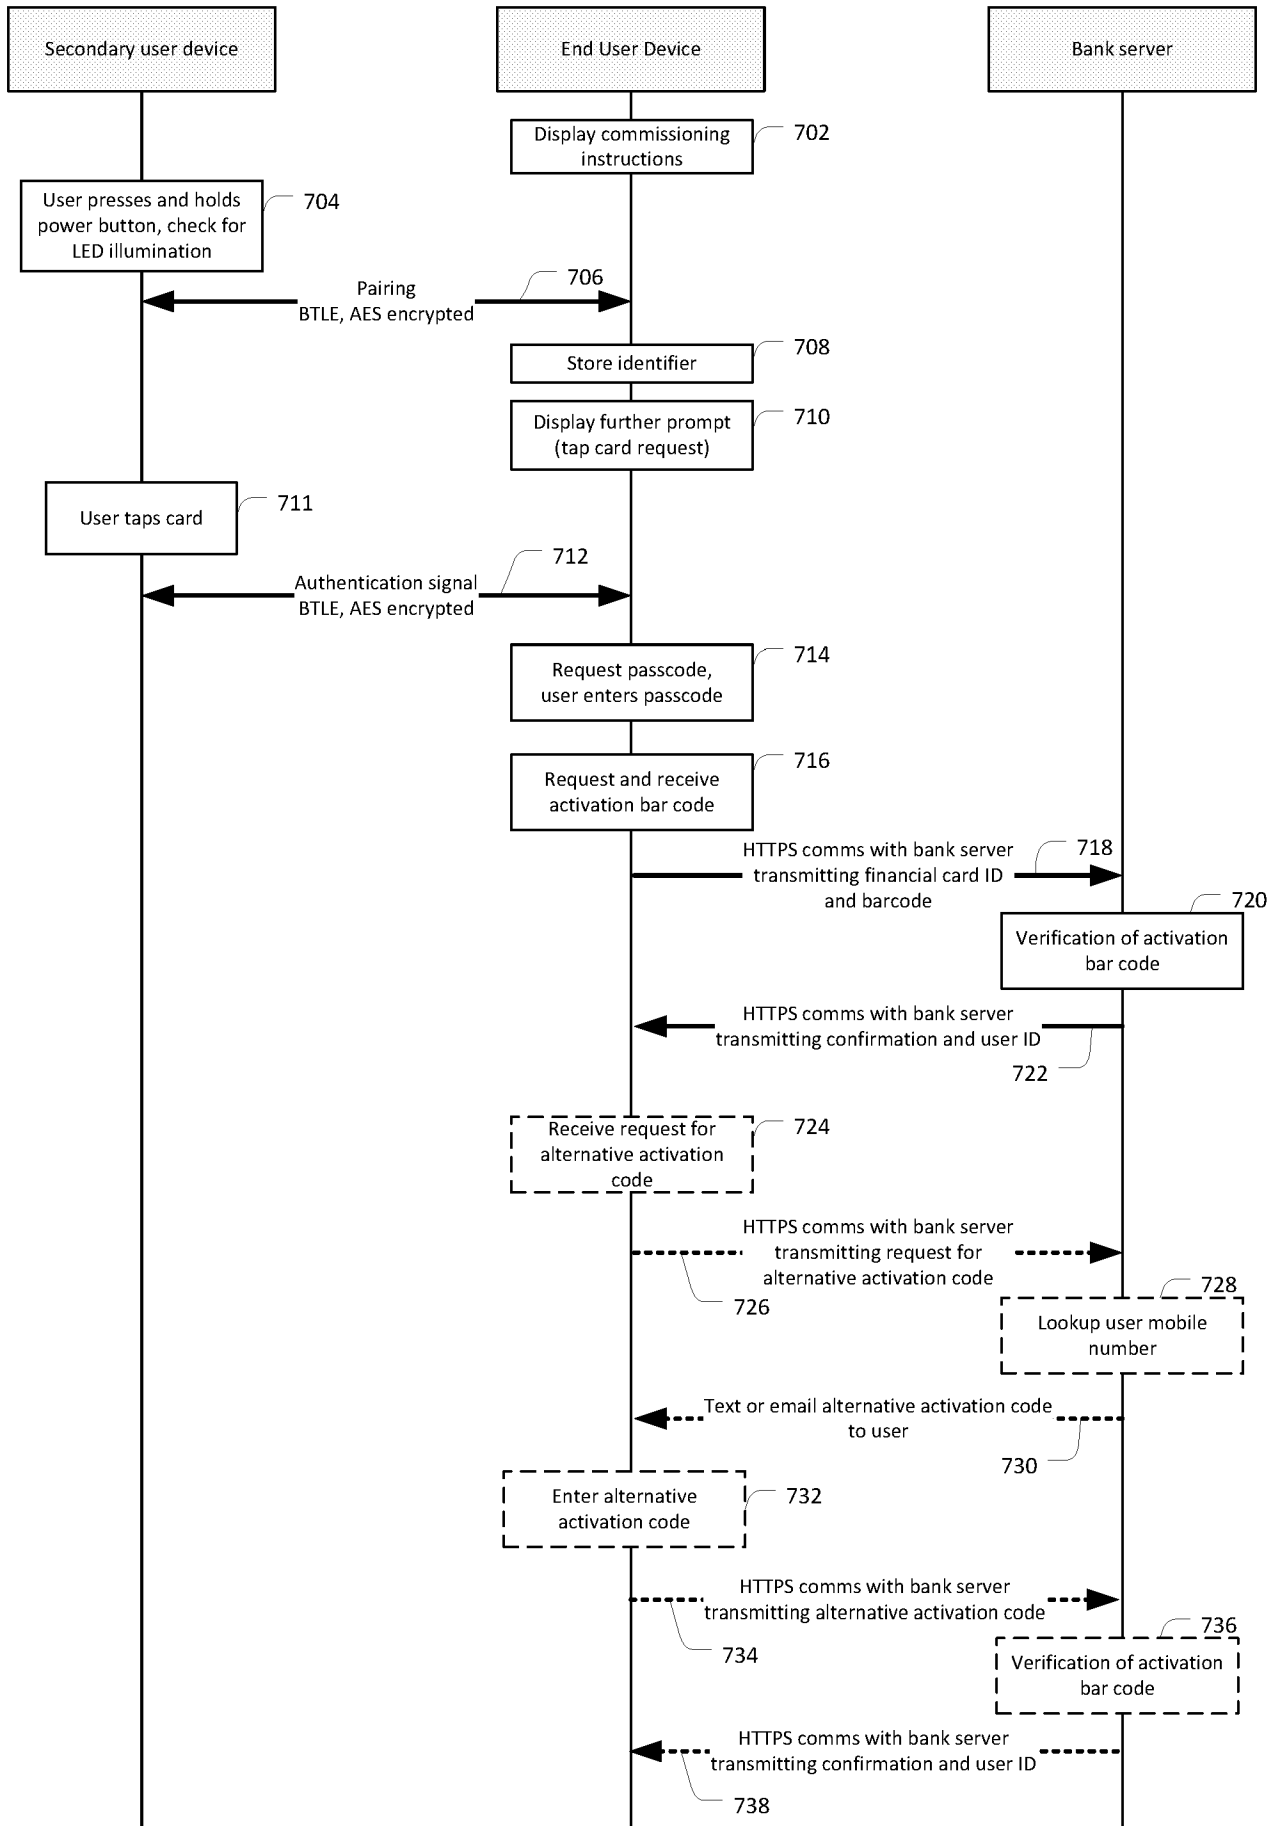 Secondary user device
End User Device
Bank server
Display commissioning
instructions
702
User presses and holds
power button, check for
LED illumination
704
706
Pairing
BTLE, AES encrypted
Store identifier
708
Display further prompt
(tap card request)
710
User taps card
711
712
Authentication signal
BTLE, AES encrypted
Request passcode,
user enters passcode
714
Request and receive
activation bar code
716
HTTPS comms with bank server
transmitting financial card ID
and barcode
718
Verification of activation
bar code
720
HTTPS comms with bank server
transmitting confirmation and user ID
722
Receive request for
alternative activation
code
724
HTTPS comms with bank server
transmitting request for
alternative activation code
726
Lookup user mobile
number
728
Text or email alternative activation code
to user
730
Enter alternative
activation code
732
HTTPS comms with bank server
transmitting alternative activation code
734
Verification of activation
bar code
736
HTTPS comms with bank server
transmitting confirmation and user ID
738